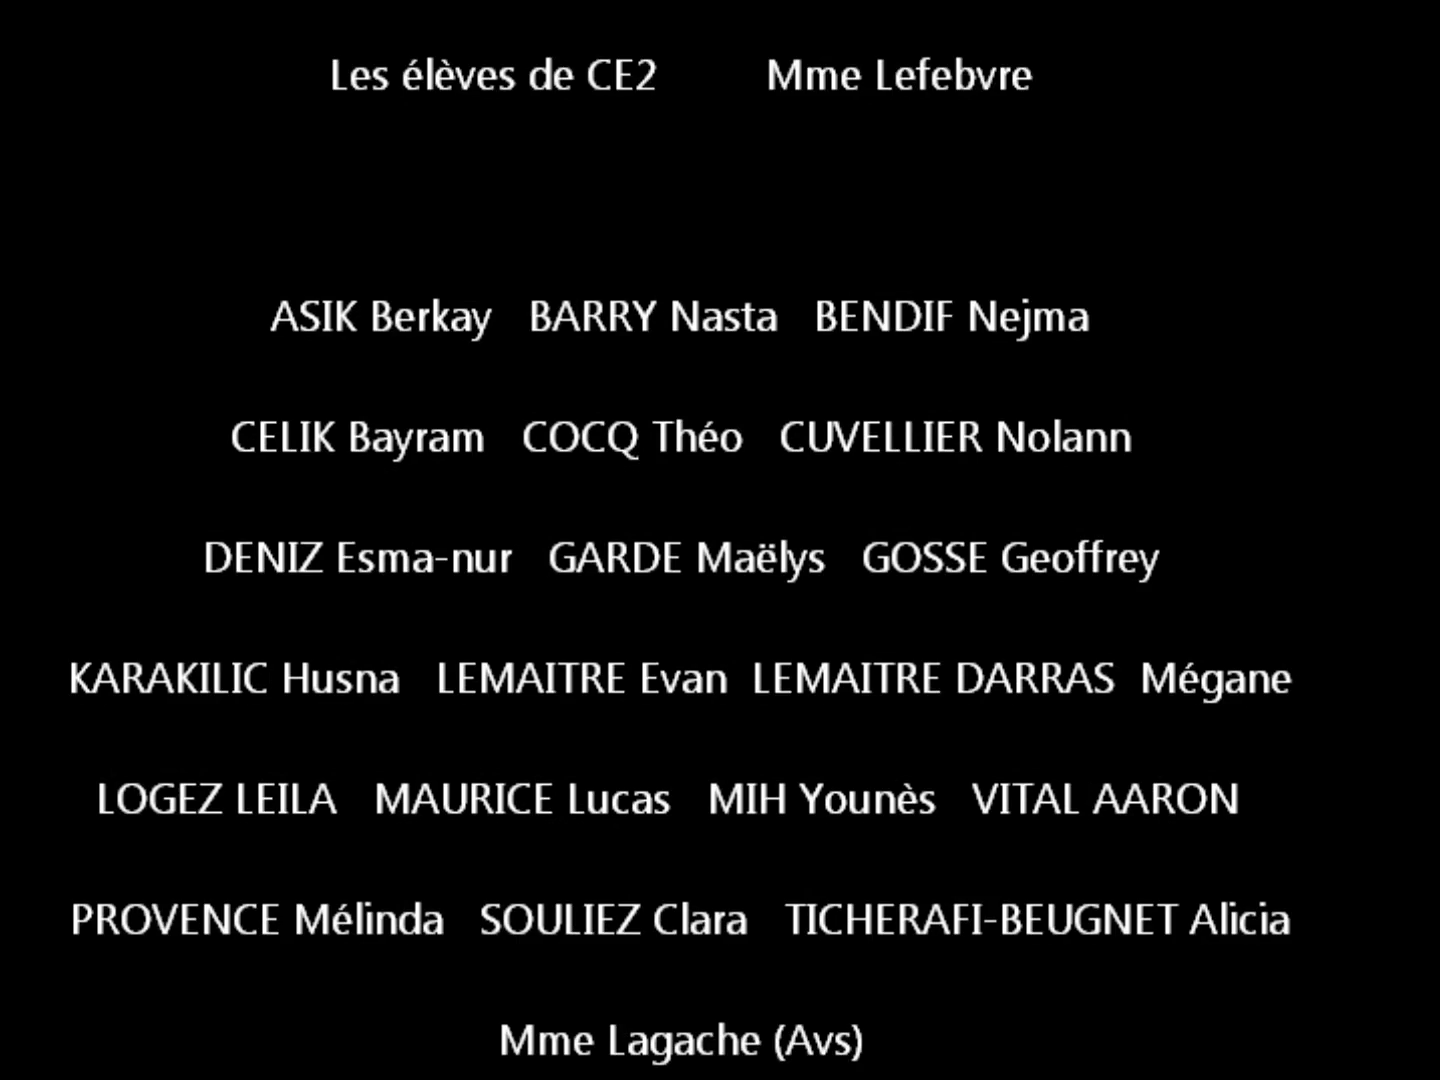 Les élèves de CE2 Mme Lefebvre
ASIK Berkay BARRY Nasta BENDIF Nejma
CELIK Bayram COCQ Théo CUVELLIER Nolann
DENIZ Esma-nur GARDE Maëlys GOSSE Geoffrey
KARAKILIC Husna LEMAITRE Evan LEMAITRE DARRAS Mégane
LOGEZ LEILA MAURICE Lucas MIH Younès VITAL AARON
PROVENCE Mélinda SOULIEZ Clara TICHERAFI-BEUGNET Alicia
Mme Lagache (Avs)